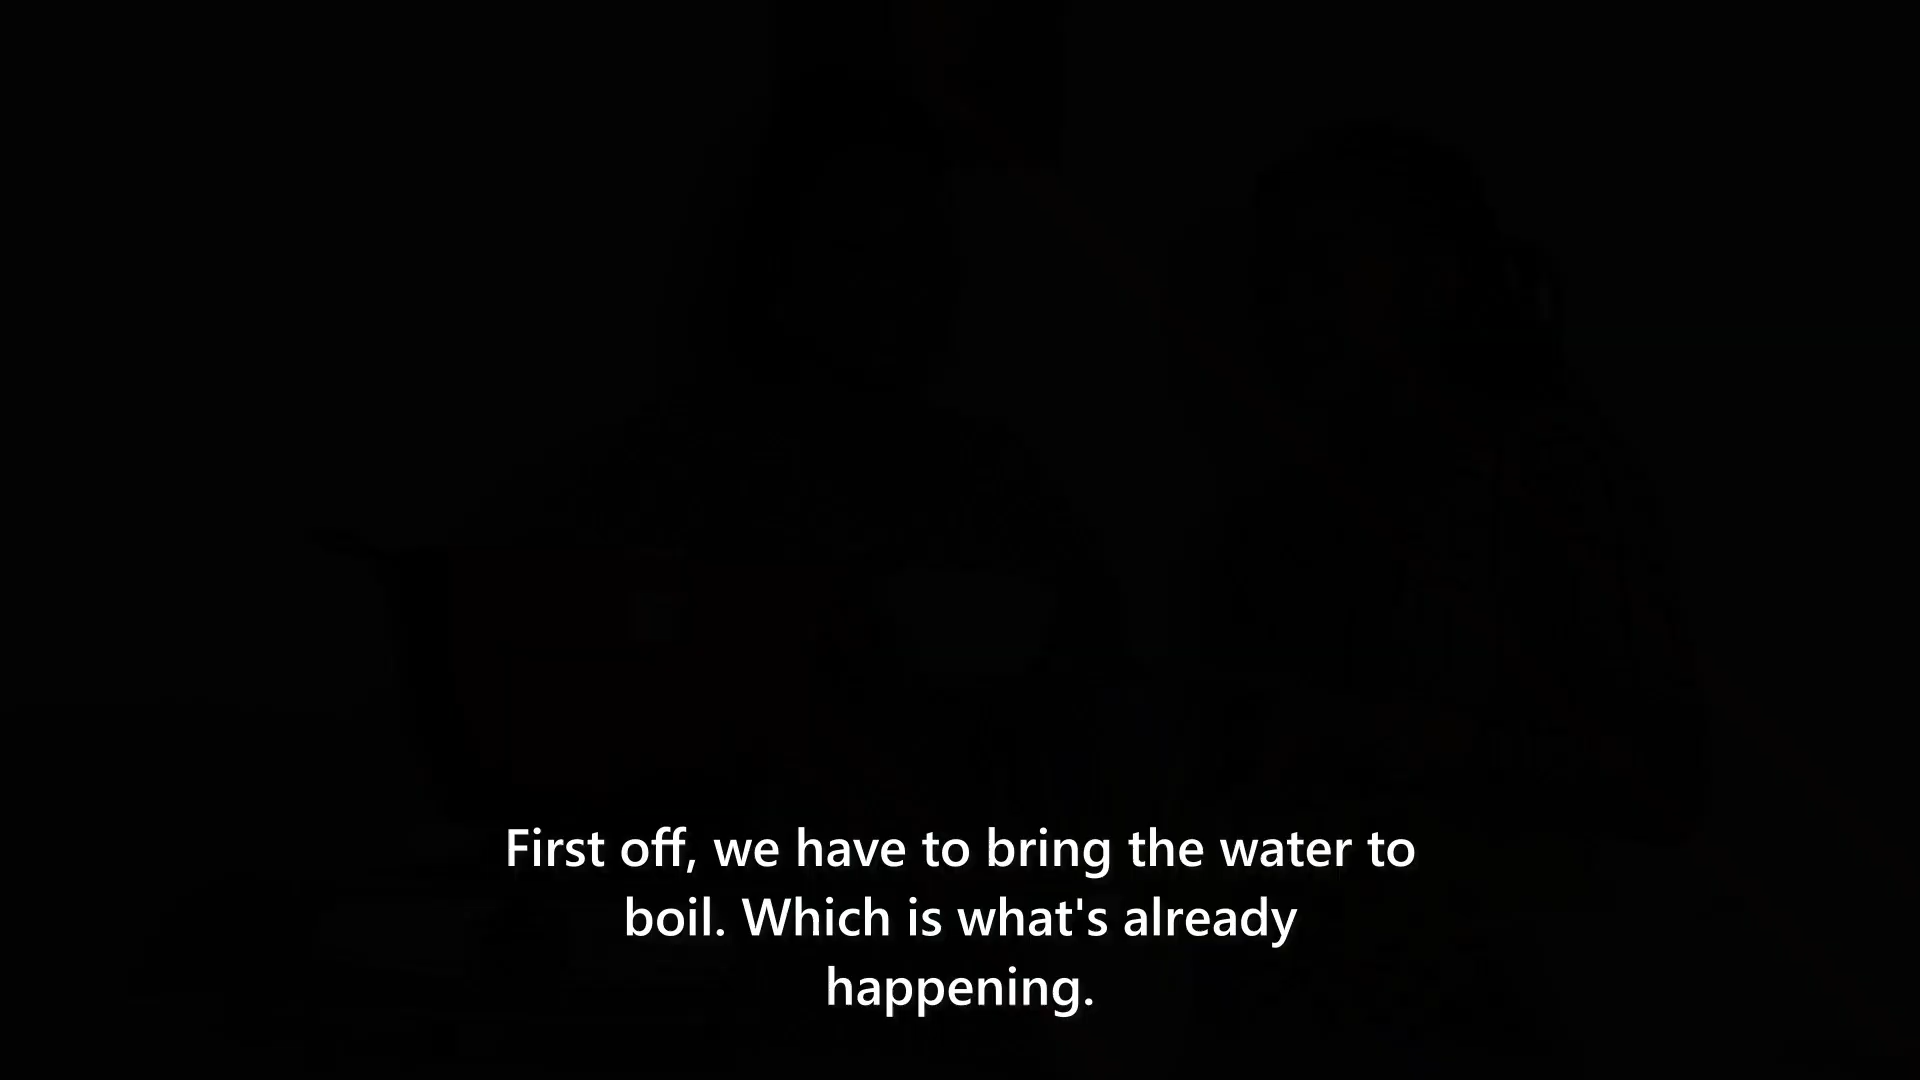 First off, we have to bring the water to
boil. Which is what's already
happening.